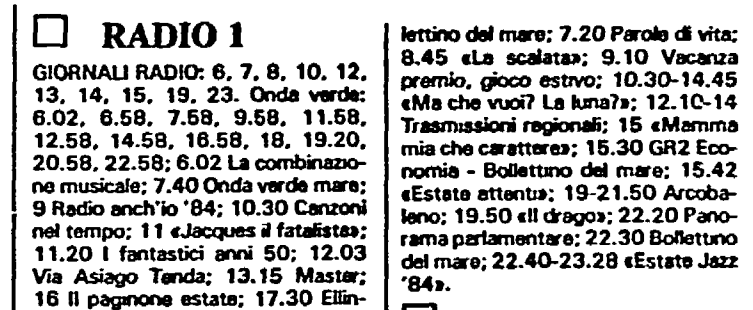 RADIO 1
GIORNALI RADIO: 6, 7, 8, 10, 12,
13, 14, 15, 19, 23. Onda verde:
6.02, 6.58, 7.58, 9.58, 11.58,
12.58, 14.58, 16.58, 18, 19.20,
20.58, 22.58; 6.02 La combinazio-
ne musicale; 7.40 Onda verde mare;
9 Radio anch'io '84; 10.30 Canzoni
nel tempo; 11 «Jacques il fatalista»;
11.20 I fantastici anni 50; 12.03
Via Asiago Tenda; 13.15 Master;
16 Il paginone estate; 17.30 Ellin-
lettino del mare; 7.20 Parole di vita;
8.45 «La scalata»; 9.10 Vacanza
premio, gioco estivo; 10.30-14.45
«Ma che vuoi? La luna?»; 12.10-14
Trasmissioni regionali; 15 «Mamma
mia che carattere»; 15.30 GR2 Eco-
nomia - Bollettino del mare; 15.42
«Estate attenti»; 19-21.50 Arcoba-
leno; 19.50 «Il drago»; 22.20 Pano-
rama parlamentare; 22.30 Bollettino
del mare; 22.40-23.28 «Estate Jazz
'84».